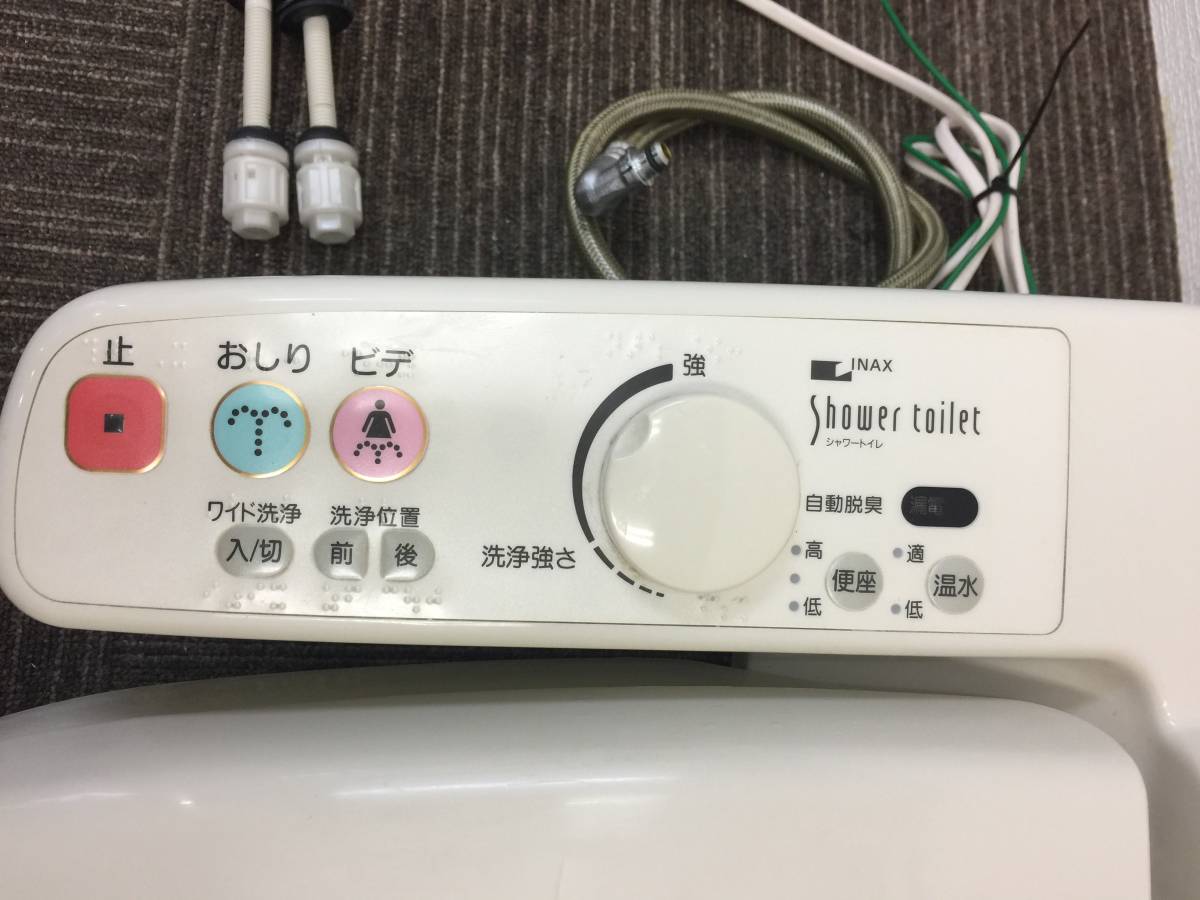 止
おしり
ビデ
ワイド洗浄
入/切
洗浄位置
前
後
強
洗浄強さ
INAX
Shower toilet
シャワートイレ
自動脱臭
漏電
高
低
便座
適
低
温水